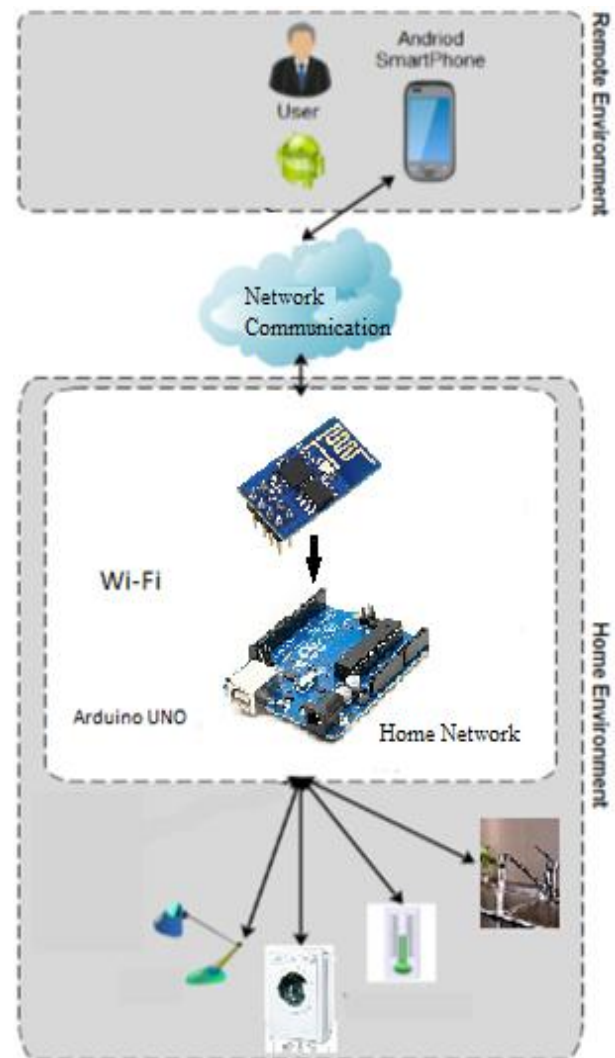 Andriod
SmartPhone
User
Remote Environment
Network
Communication
Wi-Fi
Arduino UNO
Home Network
Home Environment